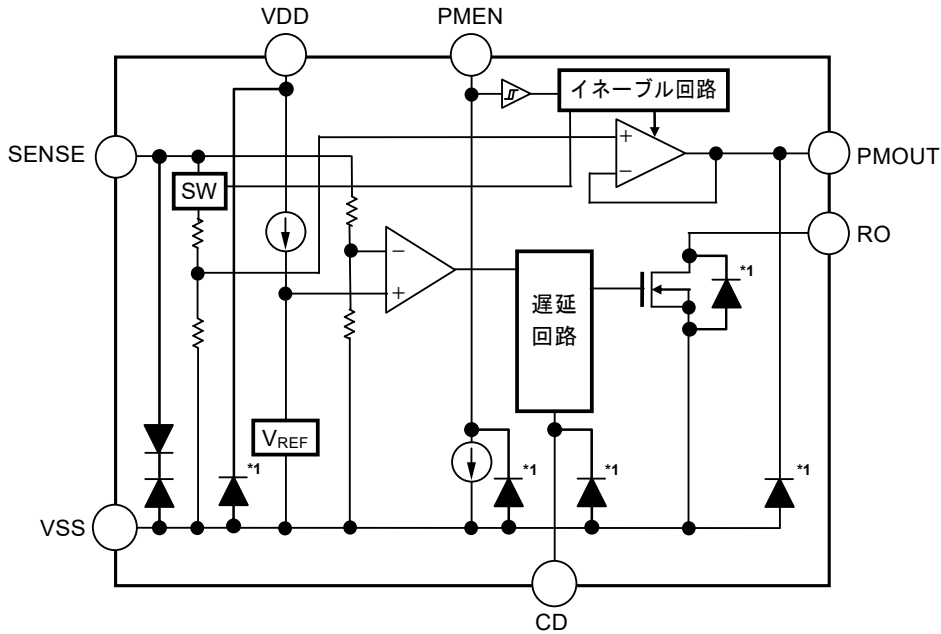 VDD
PMEN
イネーブル回路
SENSE
+
−
PMOUT
SW
RO
−
+
*1
遅延
回路
VREF
*1
*1
*1
*1
VSS
CD